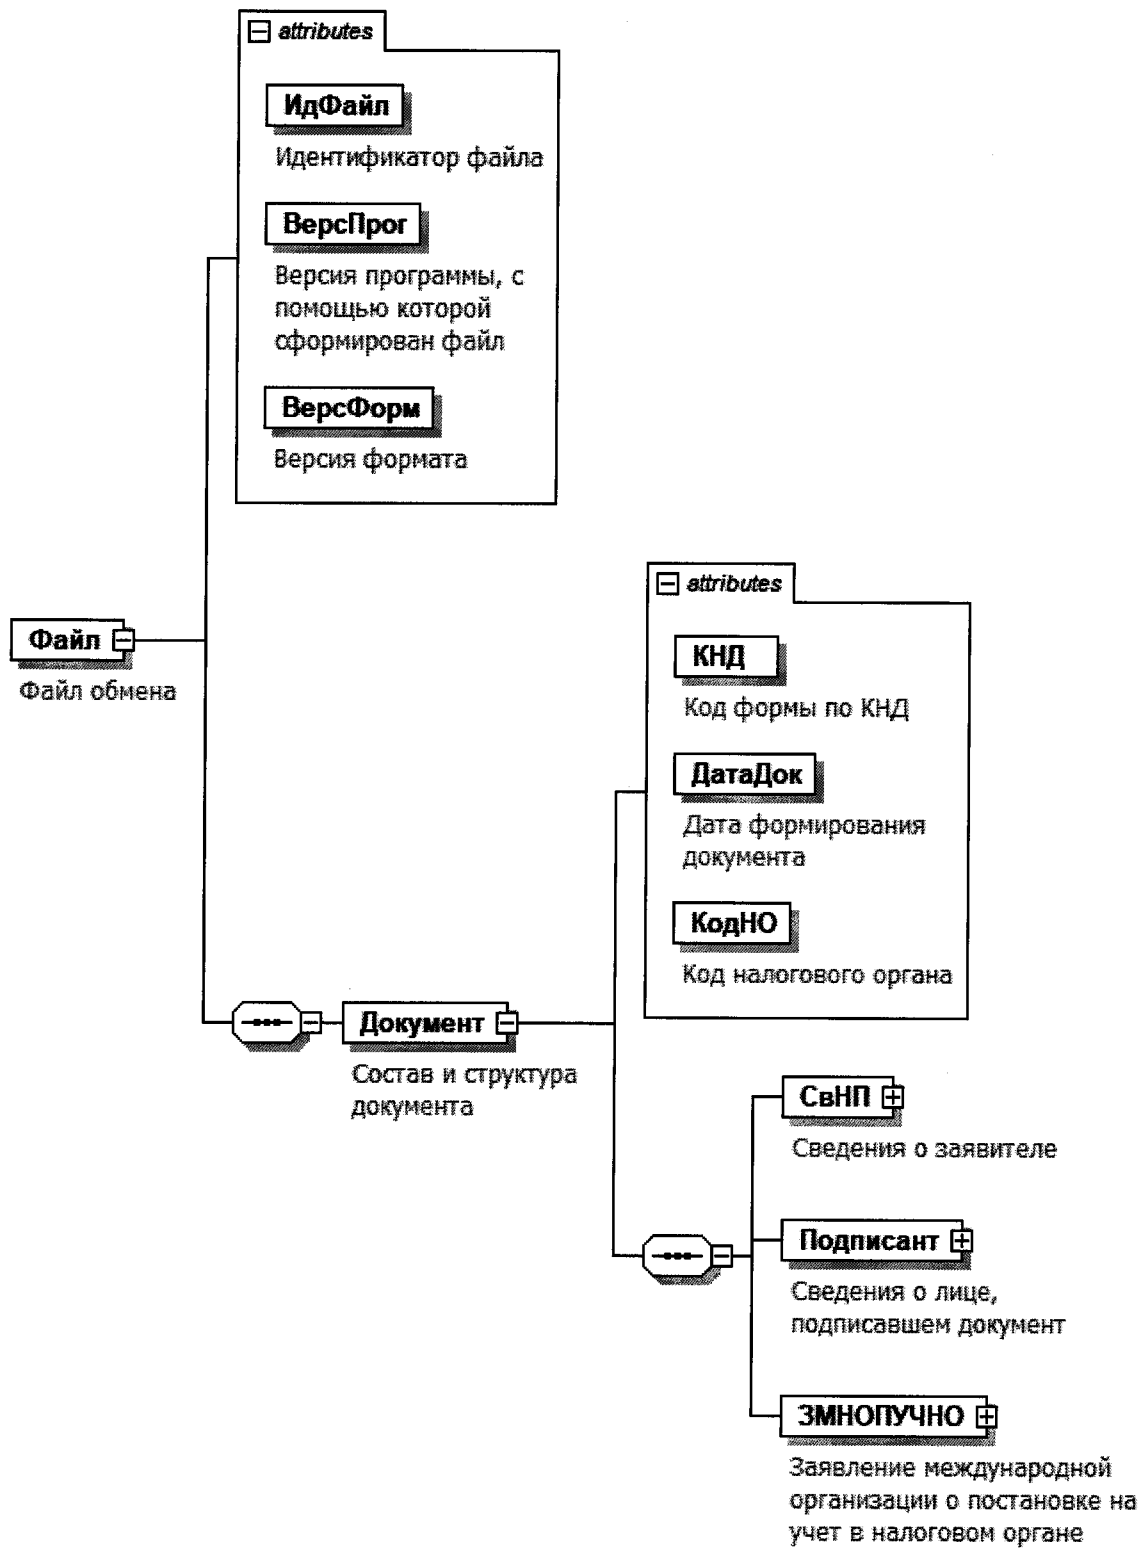 attributes
ИдФайл
Идентификатор файла
ВерсПрог
Версия программы, с
помощью которой
сформирован файл
ВерсФорм
Версия формата
Файл
Файл обмена
attributes
КНД
Код формы по КНД
ДатаДок
Дата формирования
документа
КодНО
Код налогового органа
Документ
Состав и структура
документа
СвНП
Сведения о заявителе
Подписант
Сведения о лице,
подписавшем документ
ЗМНОПУЧНО
Заявление международной
организации о постановке на
учет в налоговом органе